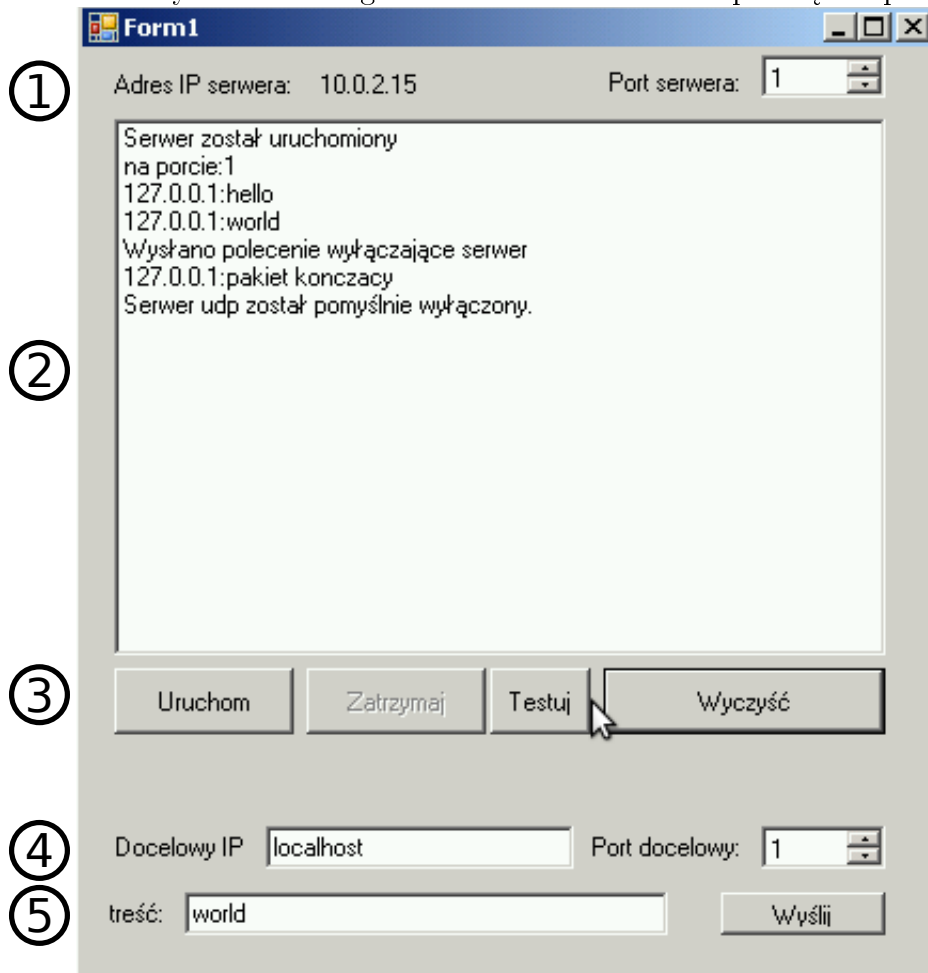 Form1
1 Adres IP serwera: 10.0.2.15 Port serwera: 1
Serwer został uruchomiony
na porcie:1
127.0.0.1:hello
127.0.0.1:world
Wysłano polecenie wyłączające serwer
127.0.0.1:pakiet konczacy
Serwer udp został pomyślnie wyłączony.
2
3 Uruchom Zatrzymaj Testuj Wyczyść
4 Docelowy IP localhost Port docelowy: 1
5 treść: world Wyślij